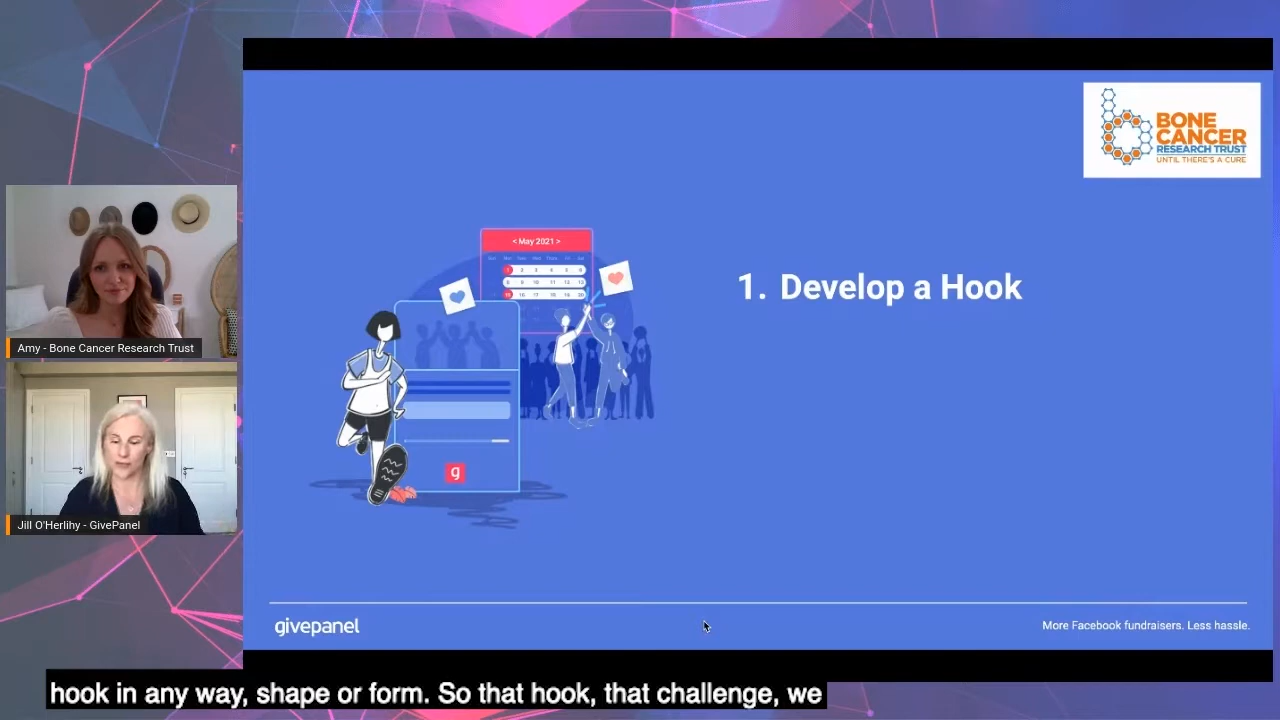 BONE
CANCER
RESEARCH TRUST
UNTIL THERE'S A CURE
< May 2021 >
1. Develop a Hook
Amy - Bone Cancer Research Trust
g
Jill O'Herlihy - GivePanel
givepanel
More Facebook fundraisers. Less hassle.
hook in any way, shape or form. So that hook, that challenge, we